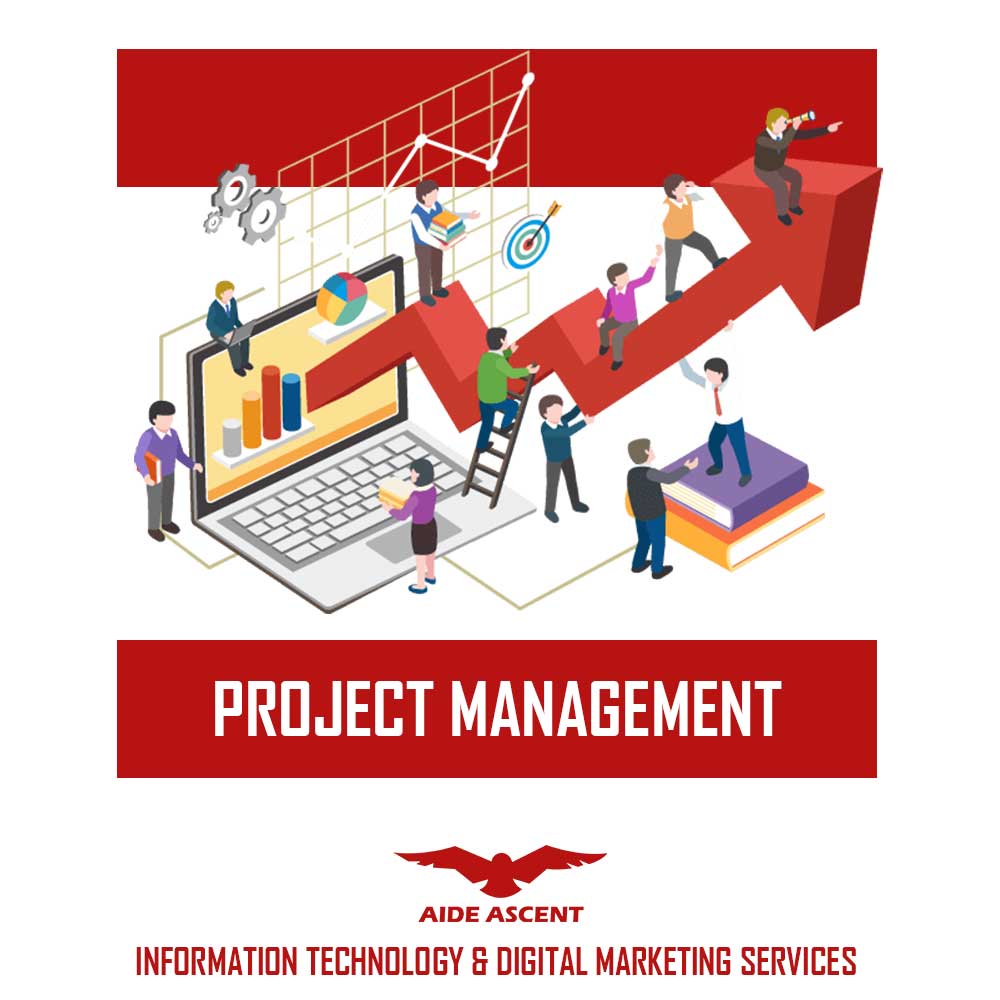 PROJECT MANAGEMENT
AIDE ASCENT
INFORMATION TECHNOLOGY & DIGITAL MARKETING SERVICES